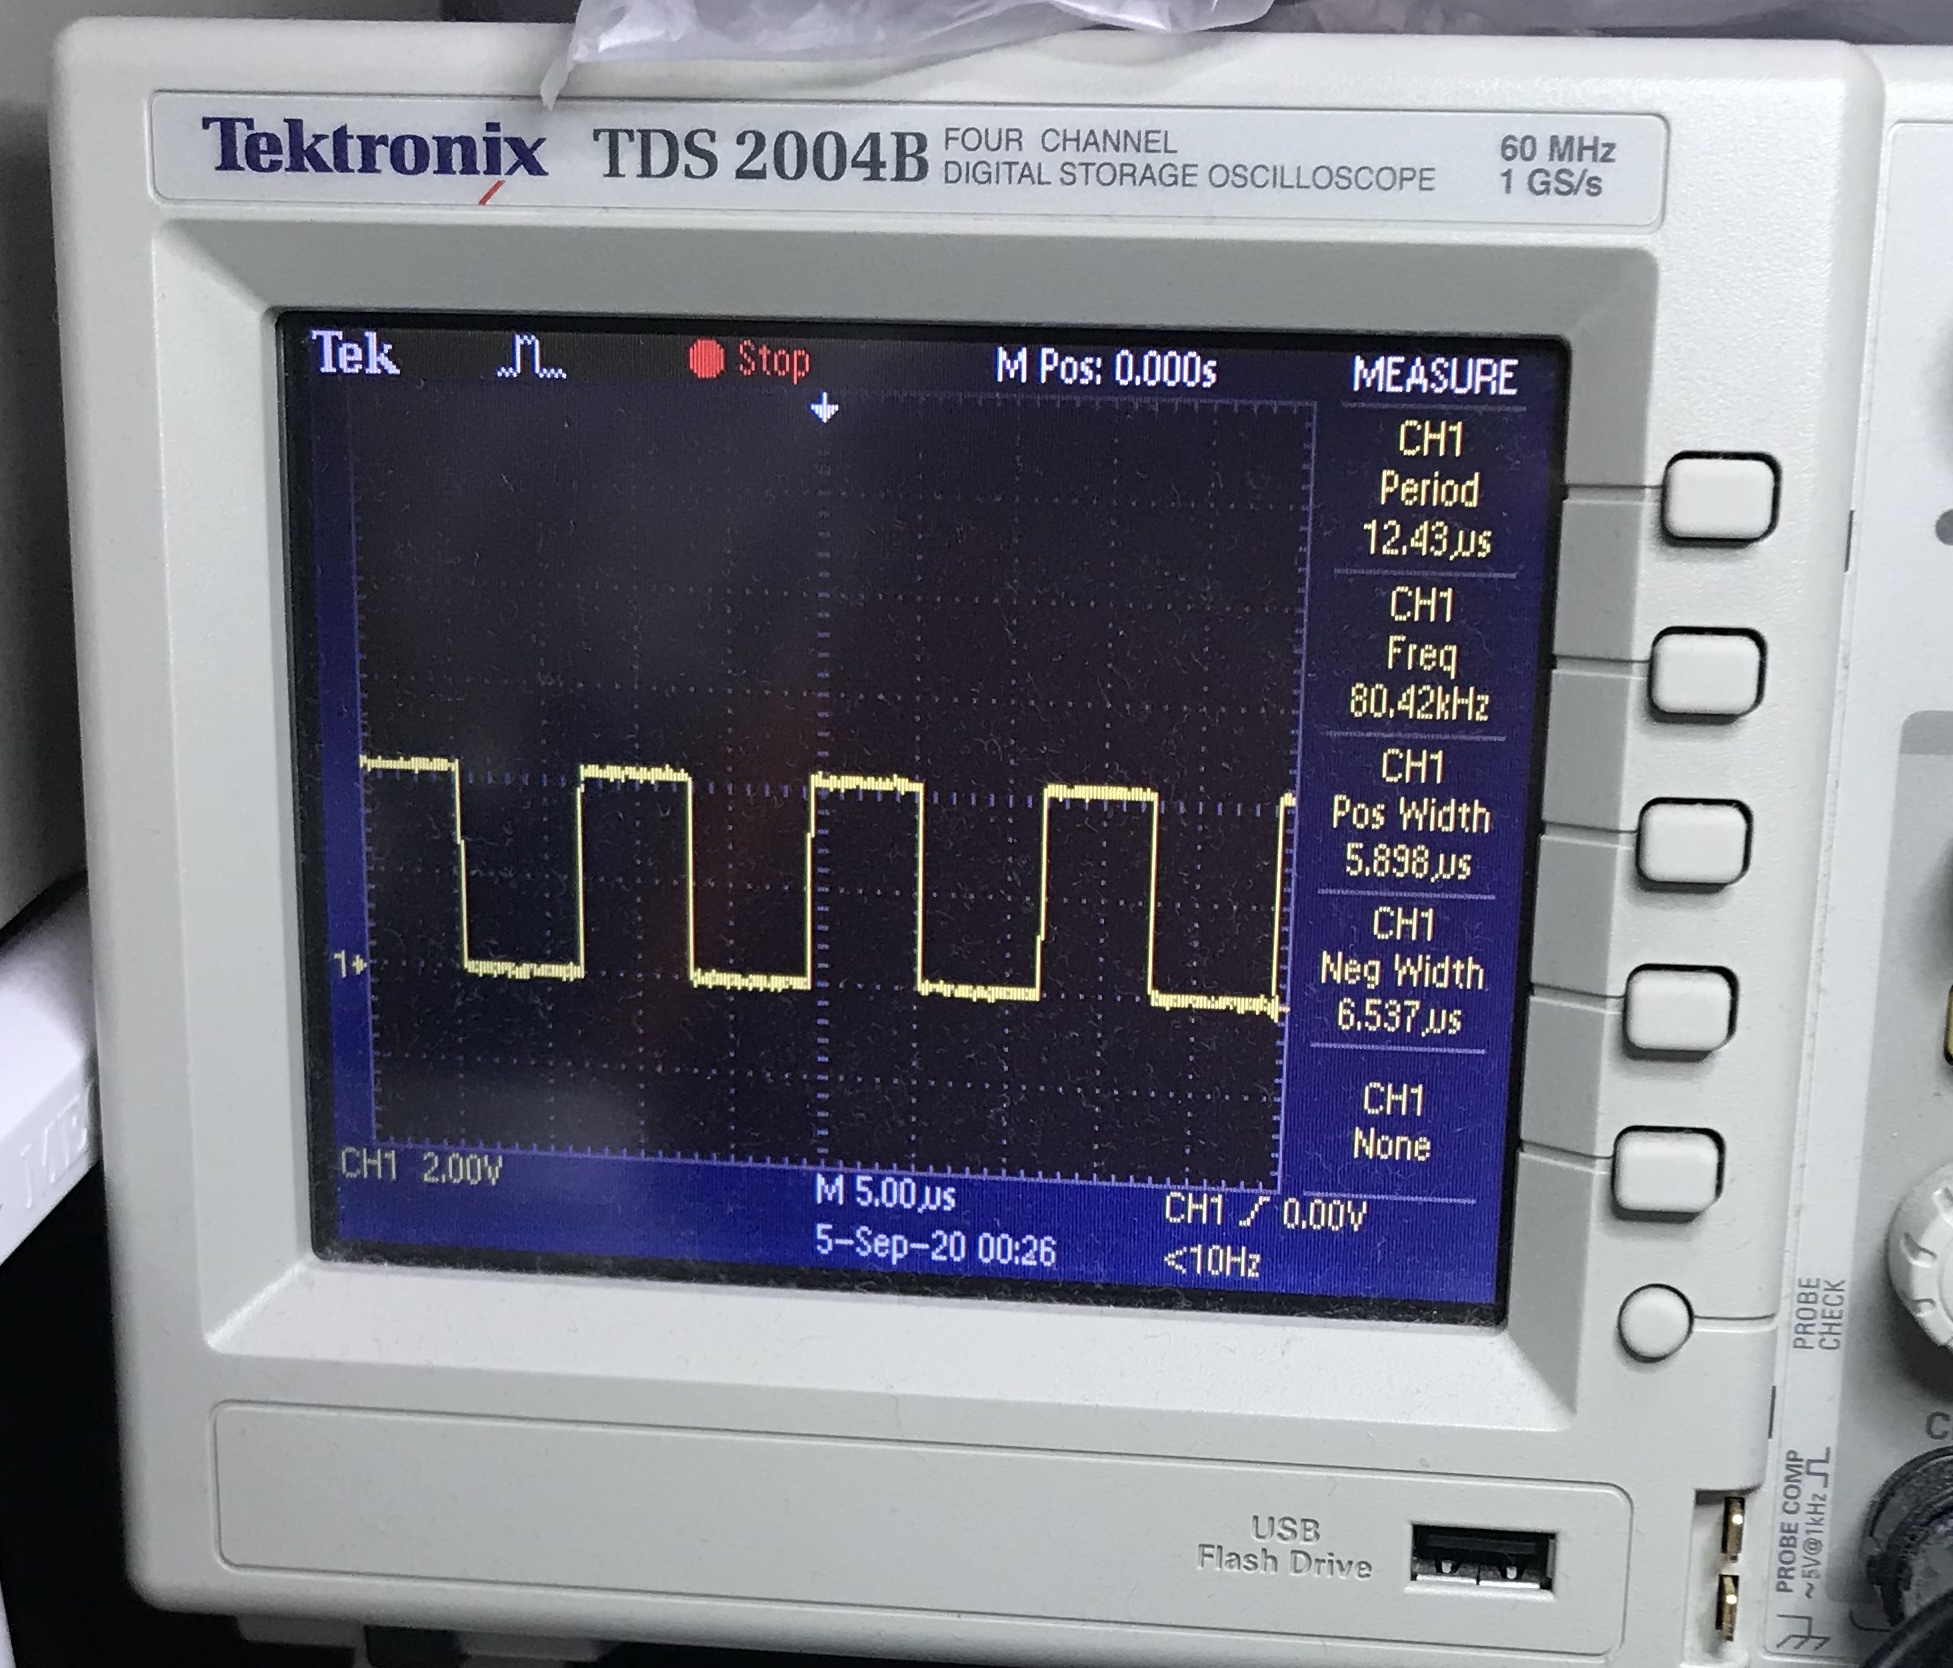 Tektronix TDS 2004B FOUR CHANNEL DIGITAL STORAGE OSCILLOSCOPE
60 MHz
1 GS/s
Tek Stop M Pos: 0.000s
MEASURE
CH1
Period
12.43µs
CH1
Freq
80.42kHz
CH1
Pos Width
5.898µs
CH1
Neg Width
6.537µs
CH1
None
1
CH1 2.00V
M 5.00µs
CH1 0.00V
5-Sep-20 00:26
<10Hz
PROBE
CHECK
USB
Flash Drive
PROBE COMP
~5V@1kHz